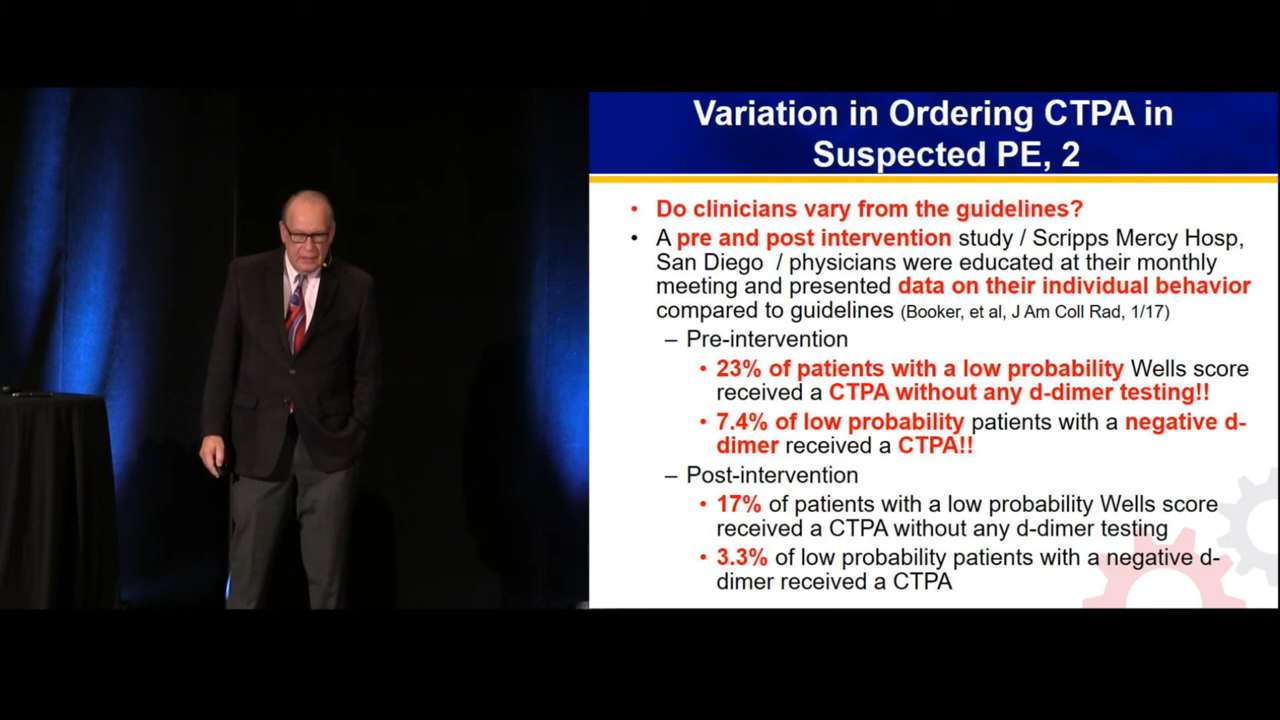 Variation in Ordering CTPA in
Suspected PE, 2
• Do clinicians vary from the guidelines?
• A pre and post intervention study / Scripps Mercy Hosp,
San Diego / physicians were educated at their monthly
meeting and presented data on their individual behavior
compared to guidelines (Booker, et al, J Am Coll Rad, 1/17)
– Pre-intervention
• 23% of patients with a low probability Wells score
received a CTPA without any d-dimer testing!!
• 7.4% of low probability patients with a negative d-
dimer received a CTPA!!
– Post-intervention
• 17% of patients with a low probability Wells score
received a CTPA without any d-dimer testing
• 3.3% of low probability patients with a negative d-
dimer received a CTPA